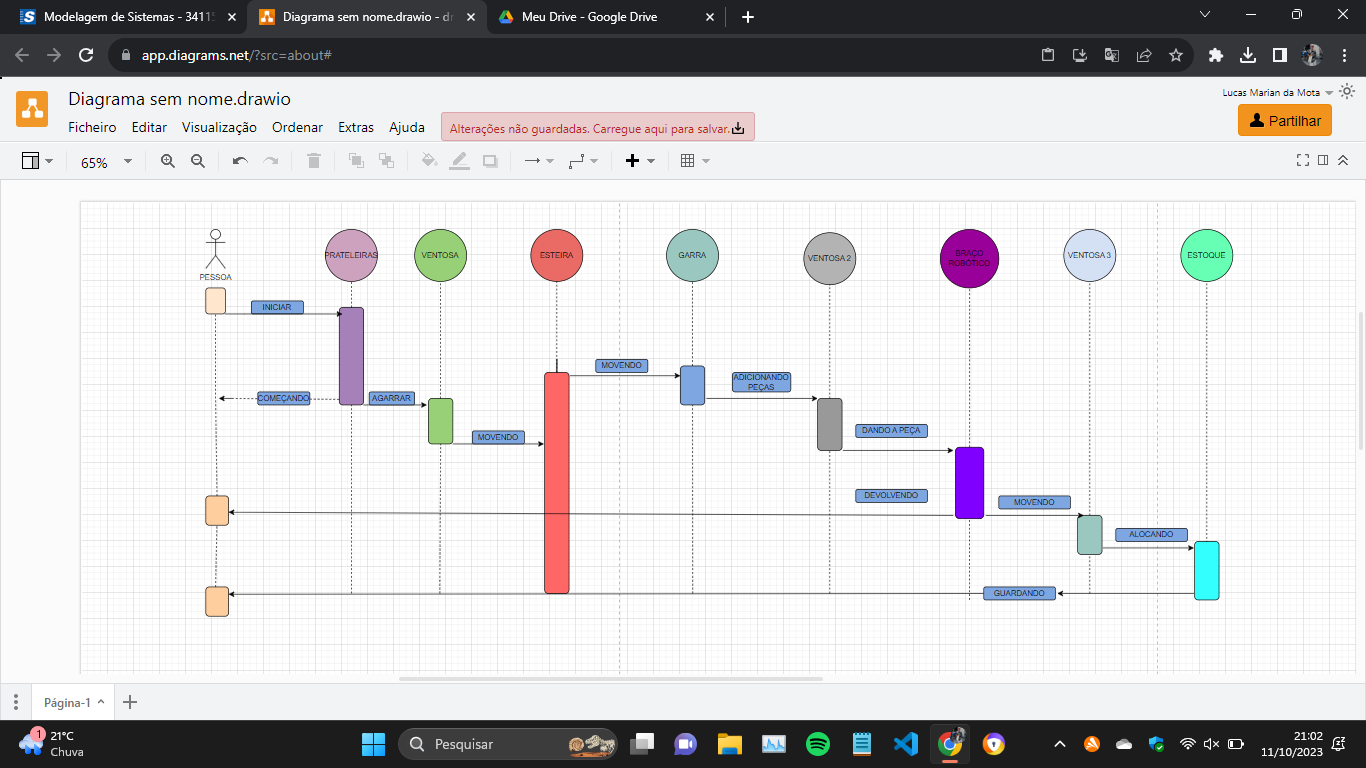 Modelagem de Sistemas - 3411
Diagrama sem nome.drawio - dr
Meu Drive - Google Drive
app.diagrams.net/?src=about#
Diagrama sem nome.drawio
Lucas Marian da Mota
Partilhar
Ficheiro Editar Visualização Ordenar Extras Ajuda
Alterações não guardadas. Carregue aqui para salvar.
65%
PESSOA
PRATELEIRAS
VENTOSA
ESTEIRA
GARRA
VENTOSA 2
BRAÇO
ROBOTICO
VENTOSA 3
ESTOQUE
INICIAR
MOVENDO
ADICIONANDO
PEÇAS
COMEÇANDO
AGARRAR
MOVENDO
DANDO A PEÇA
DEVOLVENDO
MOVENDO
ALOCANDO
GUARDANDO
Página-1
1
21°C
Chuva
Pesquisar
21:02
11/10/2023